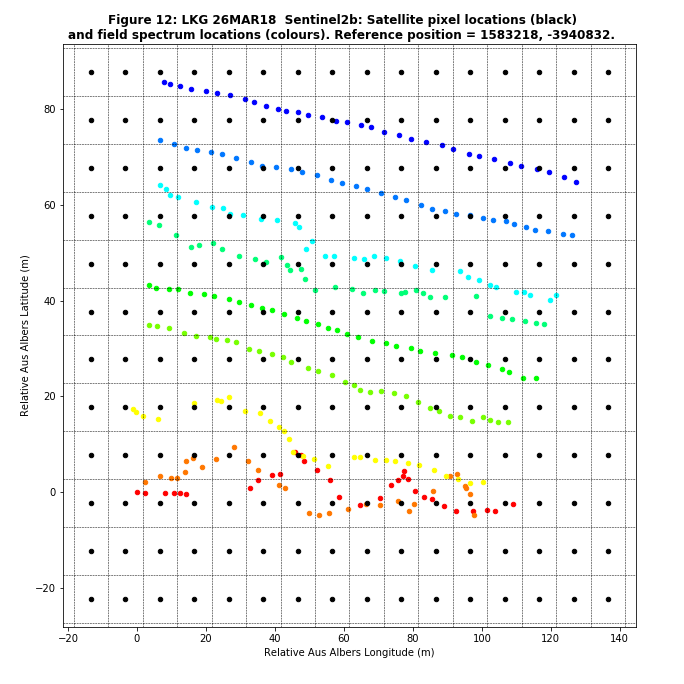 Figure 12: LKG 26MAR18  Sentinel2b: Satellite pixel locations (black)
and field spectrum locations (colours). Reference position = 1583218, -3940832.
Relative Aus Albers Latitude (m)
80
60
40
20
0
−20
−20 0 20 40 60 80 100 120 140
Relative Aus Albers Longitude (m)